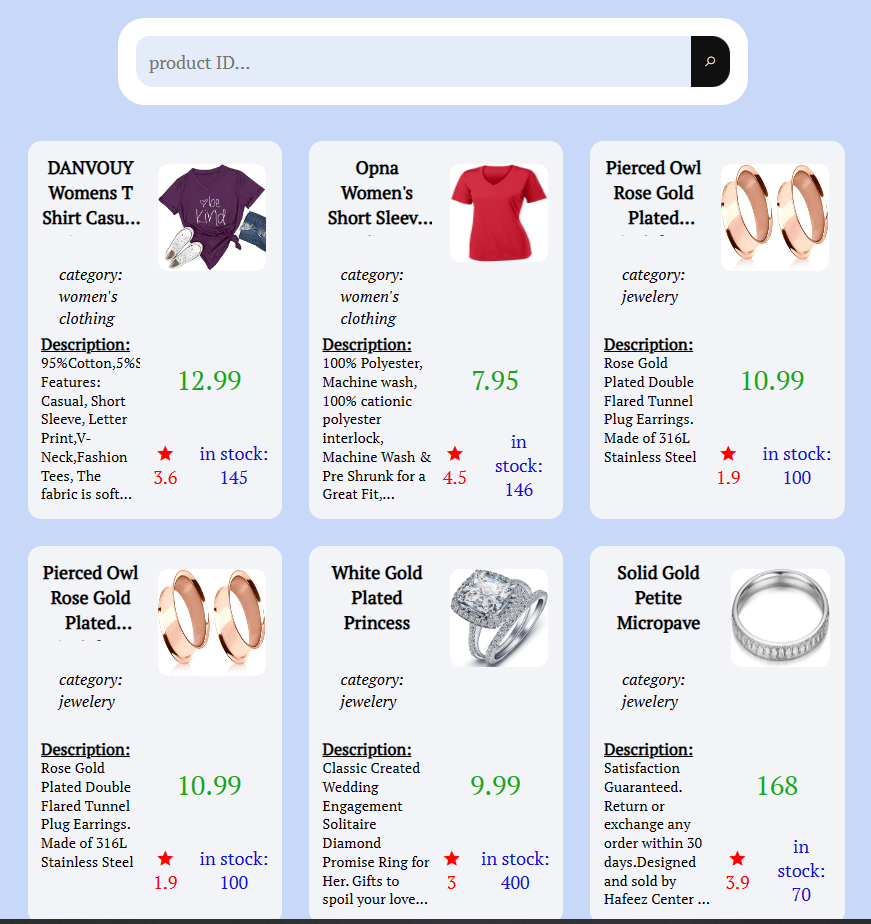 product ID...
DANVOUY
Womens T
Shirt Casu...
be
kind
category:
women's
clothing
Description:
95%Cotton,5%S
Features:
Casual, Short
Sleeve, Letter
Print,V-
Neck,Fashion
Tees, The
fabric is soft...
12.99
3.6
in stock:
145
Opna
Women's
Short Sleev...
category:
women's
clothing
Description:
100% Polyester,
Machine wash,
100% cationic
polyester
interlock,
Machine Wash &
Pre Shrunk for a
Great Fit,...
7.95
4.5
in
stock:
146
Pierced Owl
Rose Gold
Plated...
category:
jewelery
Description:
Rose Gold
Plated Double
Flared Tunnel
Plug Earrings.
Made of 316L
Stainless Steel
10.99
1.9
in stock:
100
Pierced Owl
Rose Gold
Plated...
category:
jewelery
Description:
Rose Gold
Plated Double
Flared Tunnel
Plug Earrings.
Made of 316L
Stainless Steel
10.99
1.9
in stock:
100
White Gold
Plated
Princess
category:
jewelery
Description:
Classic Created
Wedding
Engagement
Solitaire
Diamond
Promise Ring for
Her. Gifts to
spoil your love...
9.99
3
in stock:
400
Solid Gold
Petite
Micropave
category:
jewelery
Description:
Satisfaction
Guaranteed.
Return or
exchange any
order within 30
days.Designed
and sold by
Hafeez Center ...
168
3.9
in
stock:
70